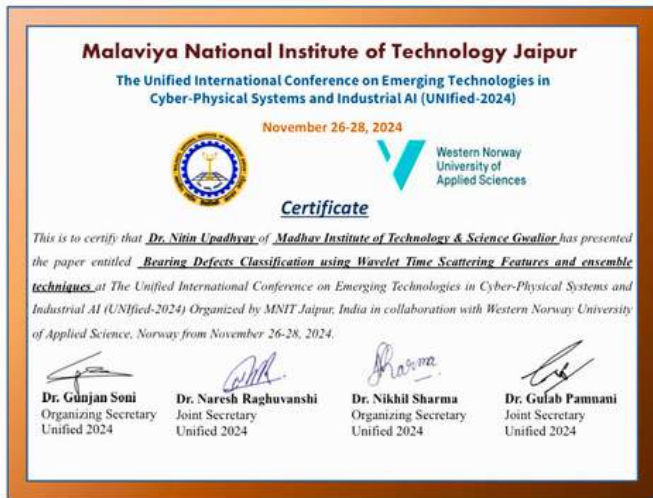 Malaviya National Institute of Technology Jaipur
The Unified International Conference on Emerging Technologies in
Cyber-Physical Systems and Industrial AI (UNIfied-2024)
November 26-28, 2024
Western Norway
University of
Applied Sciences
Certificate
This is to certify that Dr. Nitin Upadhyay of Madhav Institute of Technology & Science Gwalior has presented
the paper entitled Bearing Defects Classification using Wavelet Time Scattering Features and ensemble
techniques at The Unified International Conference on Emerging Technologies in Cyber-Physical Systems and
Industrial AI (UNIfied-2024) Organized by MNIT Jaipur, India in collaboration with Western Norway University
of Applied Science, Norway from November 26-28, 2024.
Sharma
Dr. Gunjan Soni
Organizing Secretary
Unified 2024
Dr. Naresh Raghuvanshi
Joint Secretary
Unified 2024
Dr. Nikhil Sharma
Organizing Secretary
Unified 2024
Dr. Gulab Pamnani
Joint Secretary
Unified 2024